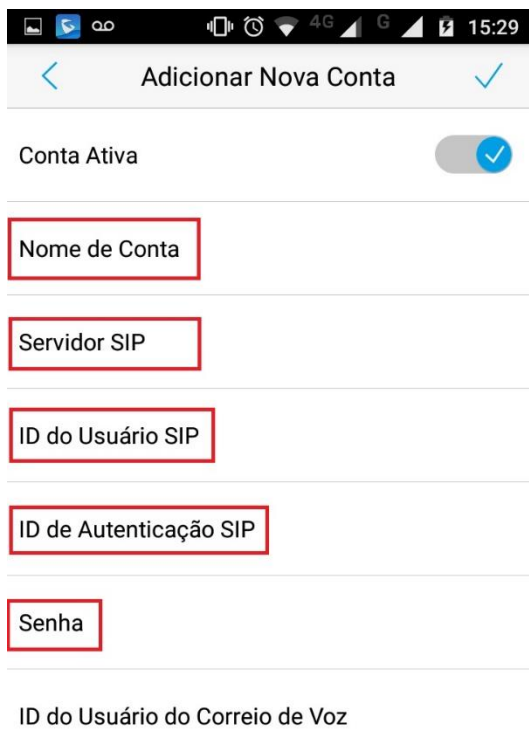 4G G 15:29
Adicionar Nova Conta
Conta Ativa
Nome de Conta
Servidor SIP
ID do Usuário SIP
ID de Autenticação SIP
Senha
ID do Usuário do Correio de Voz